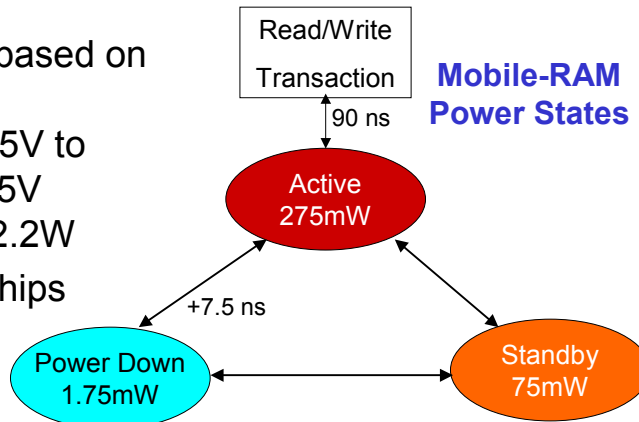 based on
5V to
5V
2.2W
hips
Read/Write
Transaction
Mobile-RAM
Power States
90 ns
Active
275mW
+7.5 ns
Power Down
1.75mW
Standby
75mW